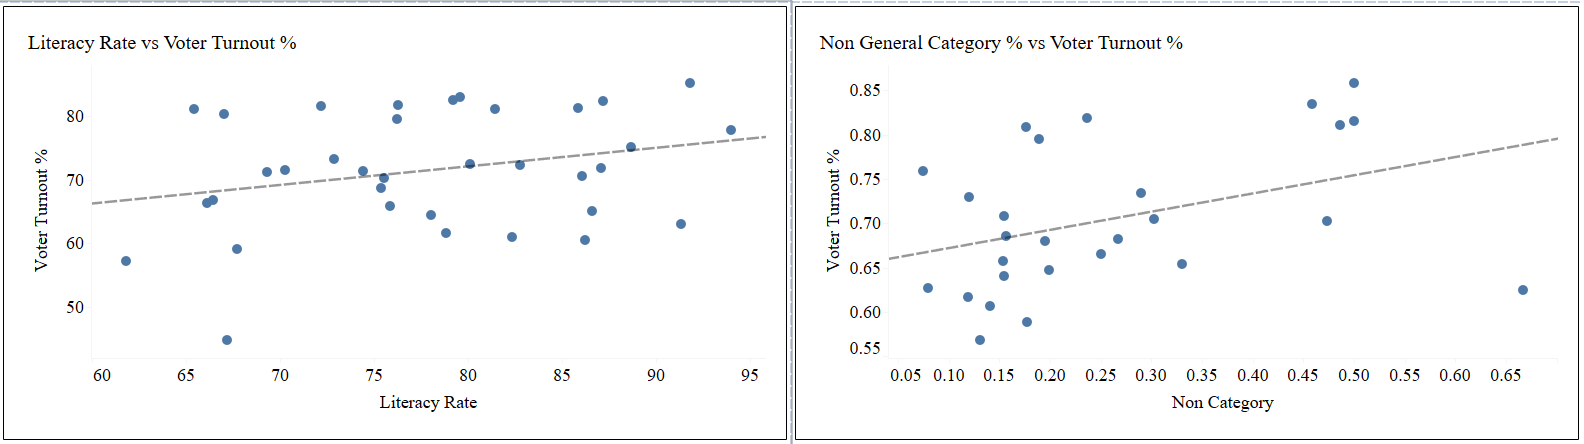 Literacy Rate vs Voter Turnout %
Voter Turnout %
80
70
60
50
60 65 70 75 80 85 90 95
Literacy Rate
Non General Category % vs Voter Turnout %
Voter Turnout %
0.85
0.80
0.75
0.70
0.65
0.60
0.55
0.05 0.10 0.15 0.20 0.25 0.30 0.35 0.40 0.45 0.50 0.55 0.60 0.65
Non Category